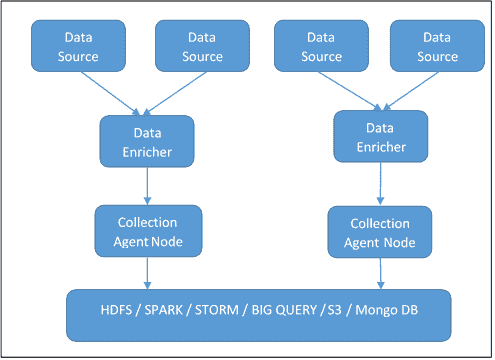 Data
Source
Data
Source
Data
Source
Data
Source
Data
Enricher
Data
Enricher
Collection
Agent Node
Collection
Agent Node
HDFS / SPARK / STORM / BIG QUERY / S3 / Mongo DB